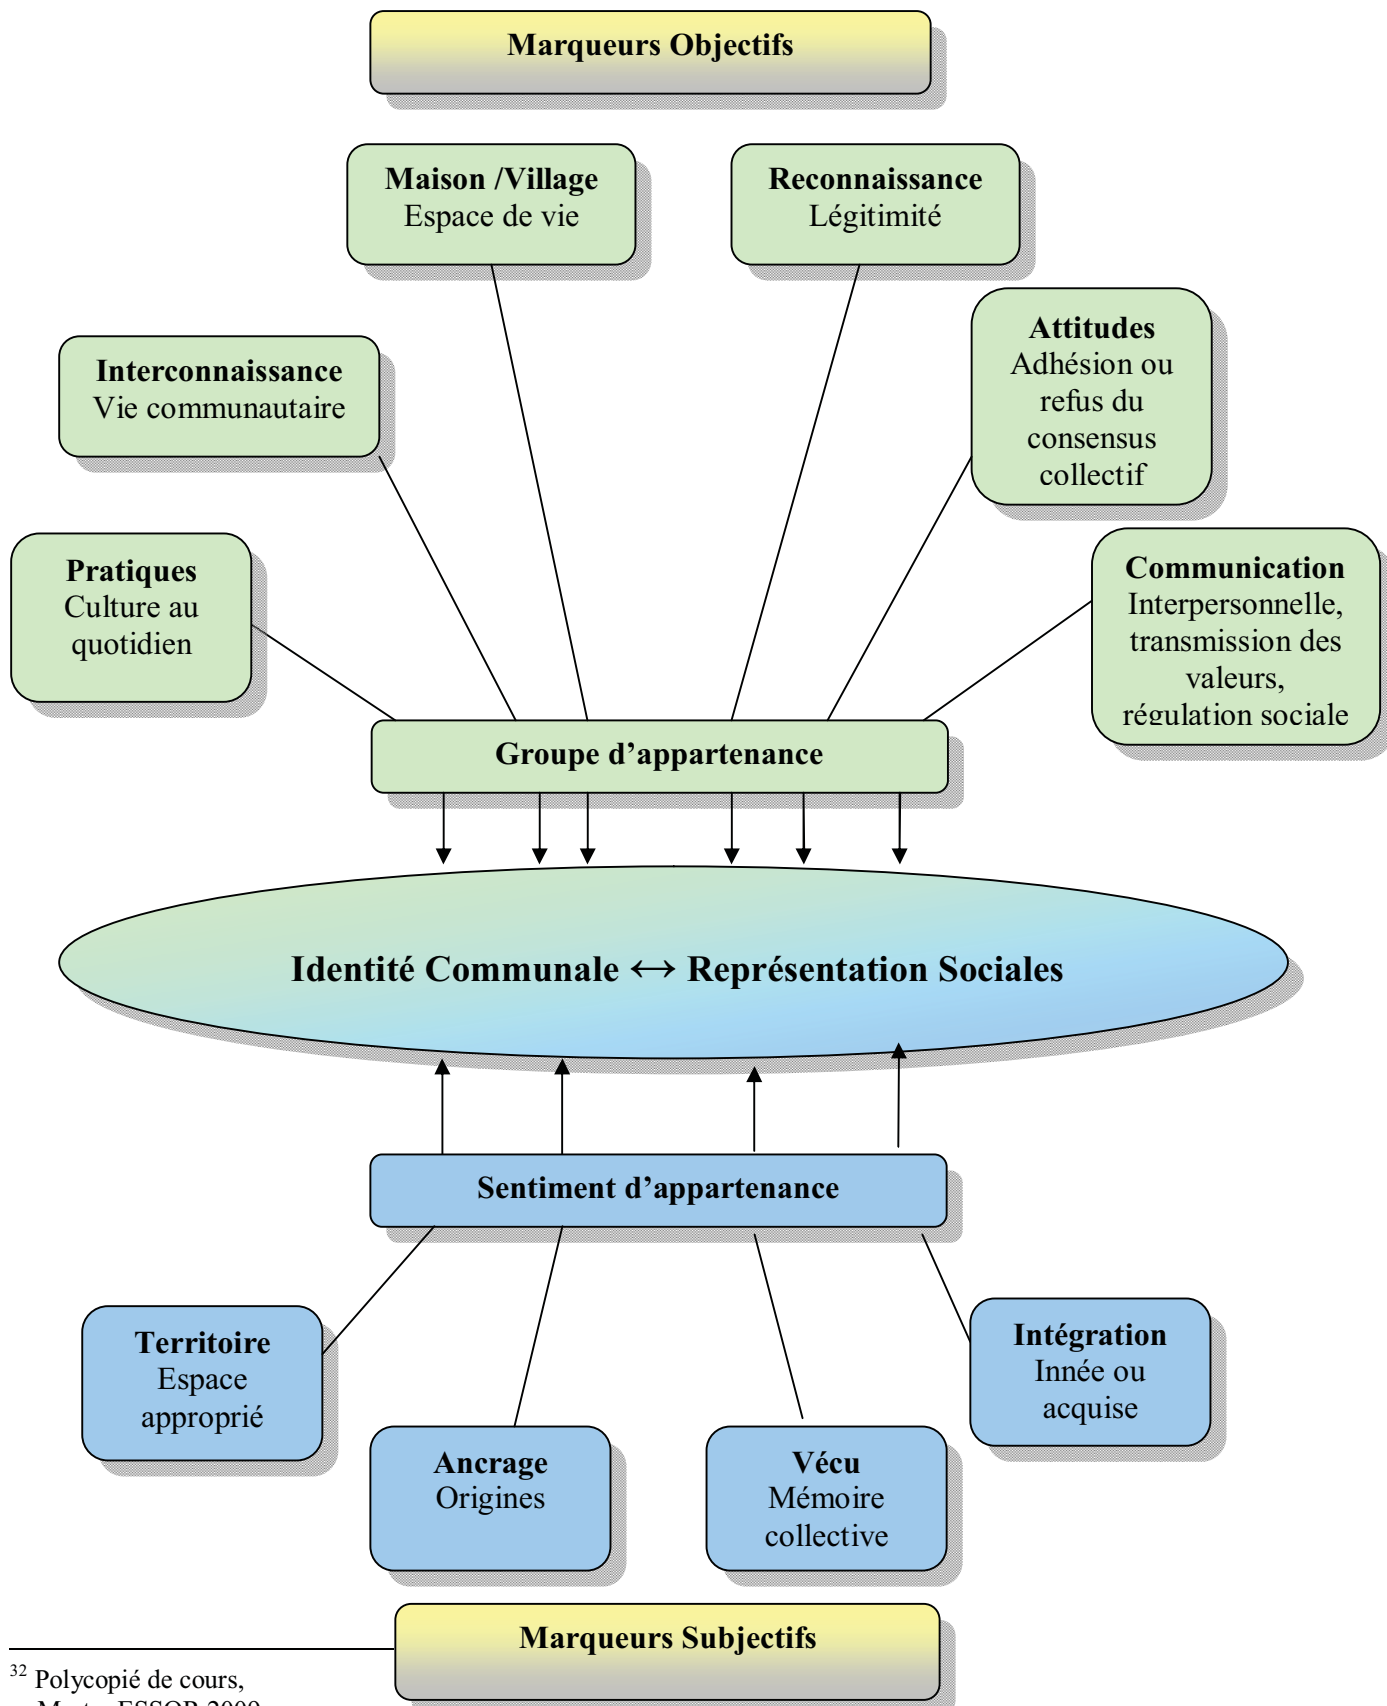 Marqueurs Objectifs
Maison /Village
Espace de vie
Reconnaissance
Légitimité
Attitudes
Adhésion ou
refus du
consensus
collectif
Interconnaissance
Vie communautaire
Pratiques
Culture au
quotidien
Communication
Interpersonnelle,
transmission des
valeurs,
régulation sociale
Groupe d’appartenance
Identité Communale ↔ Représentation Sociales
Sentiment d’appartenance
Territoire
Espace
approprié
Intégration
Innée ou
acquise
Ancrage
Origines
Vécu
Mémoire
collective
Marqueurs Subjectifs
32 Polycopié de cours,
ESSOR 2009